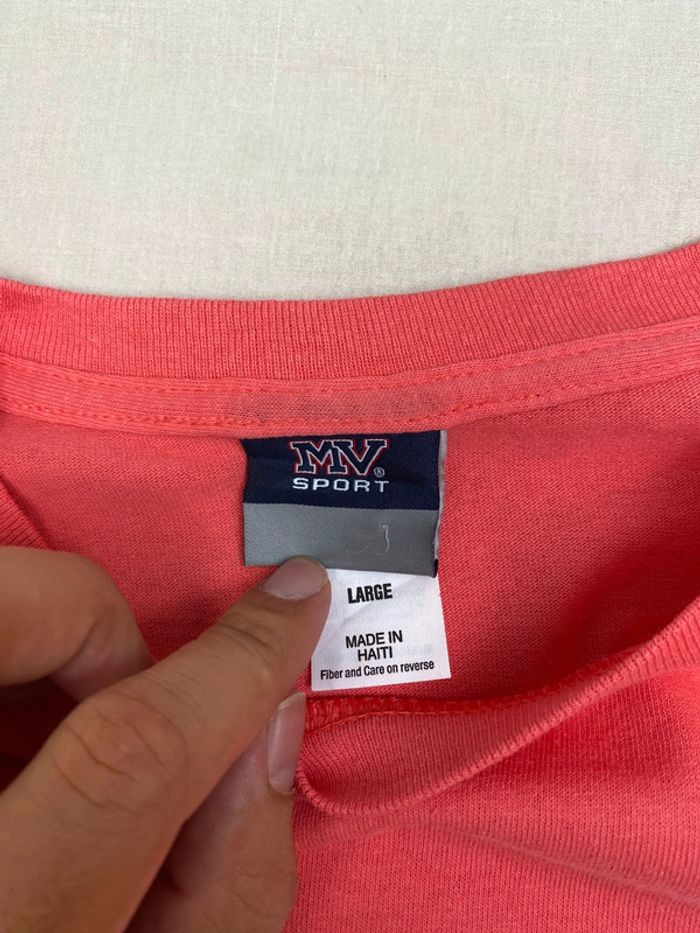 MV®
SPORT
LARGE
MADE IN
HAITI
Fiber and Care on reverse